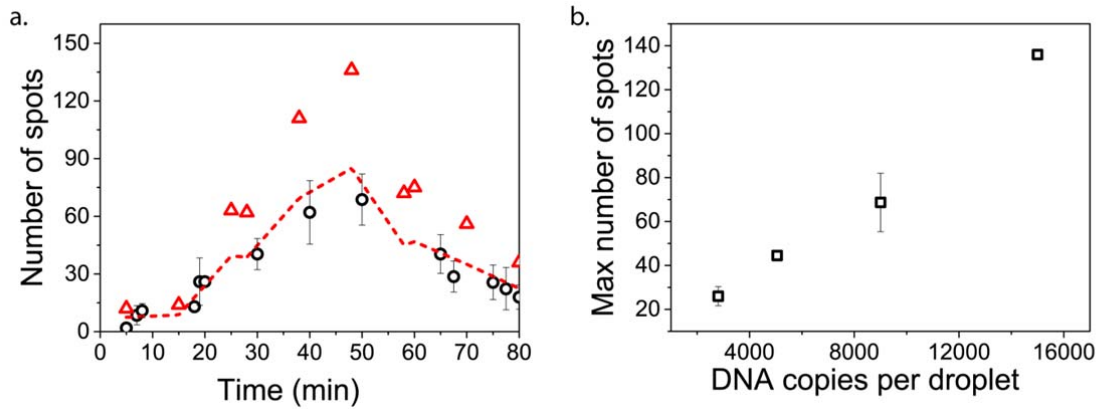 a.
150
120
90
60
30
0
Number of spots
0 10 20 30 40 50 60 70 80
Time (min)
b.
140
120
100
80
60
40
20
Max number of spots
4000 8000 12000 16000
DNA copies per droplet